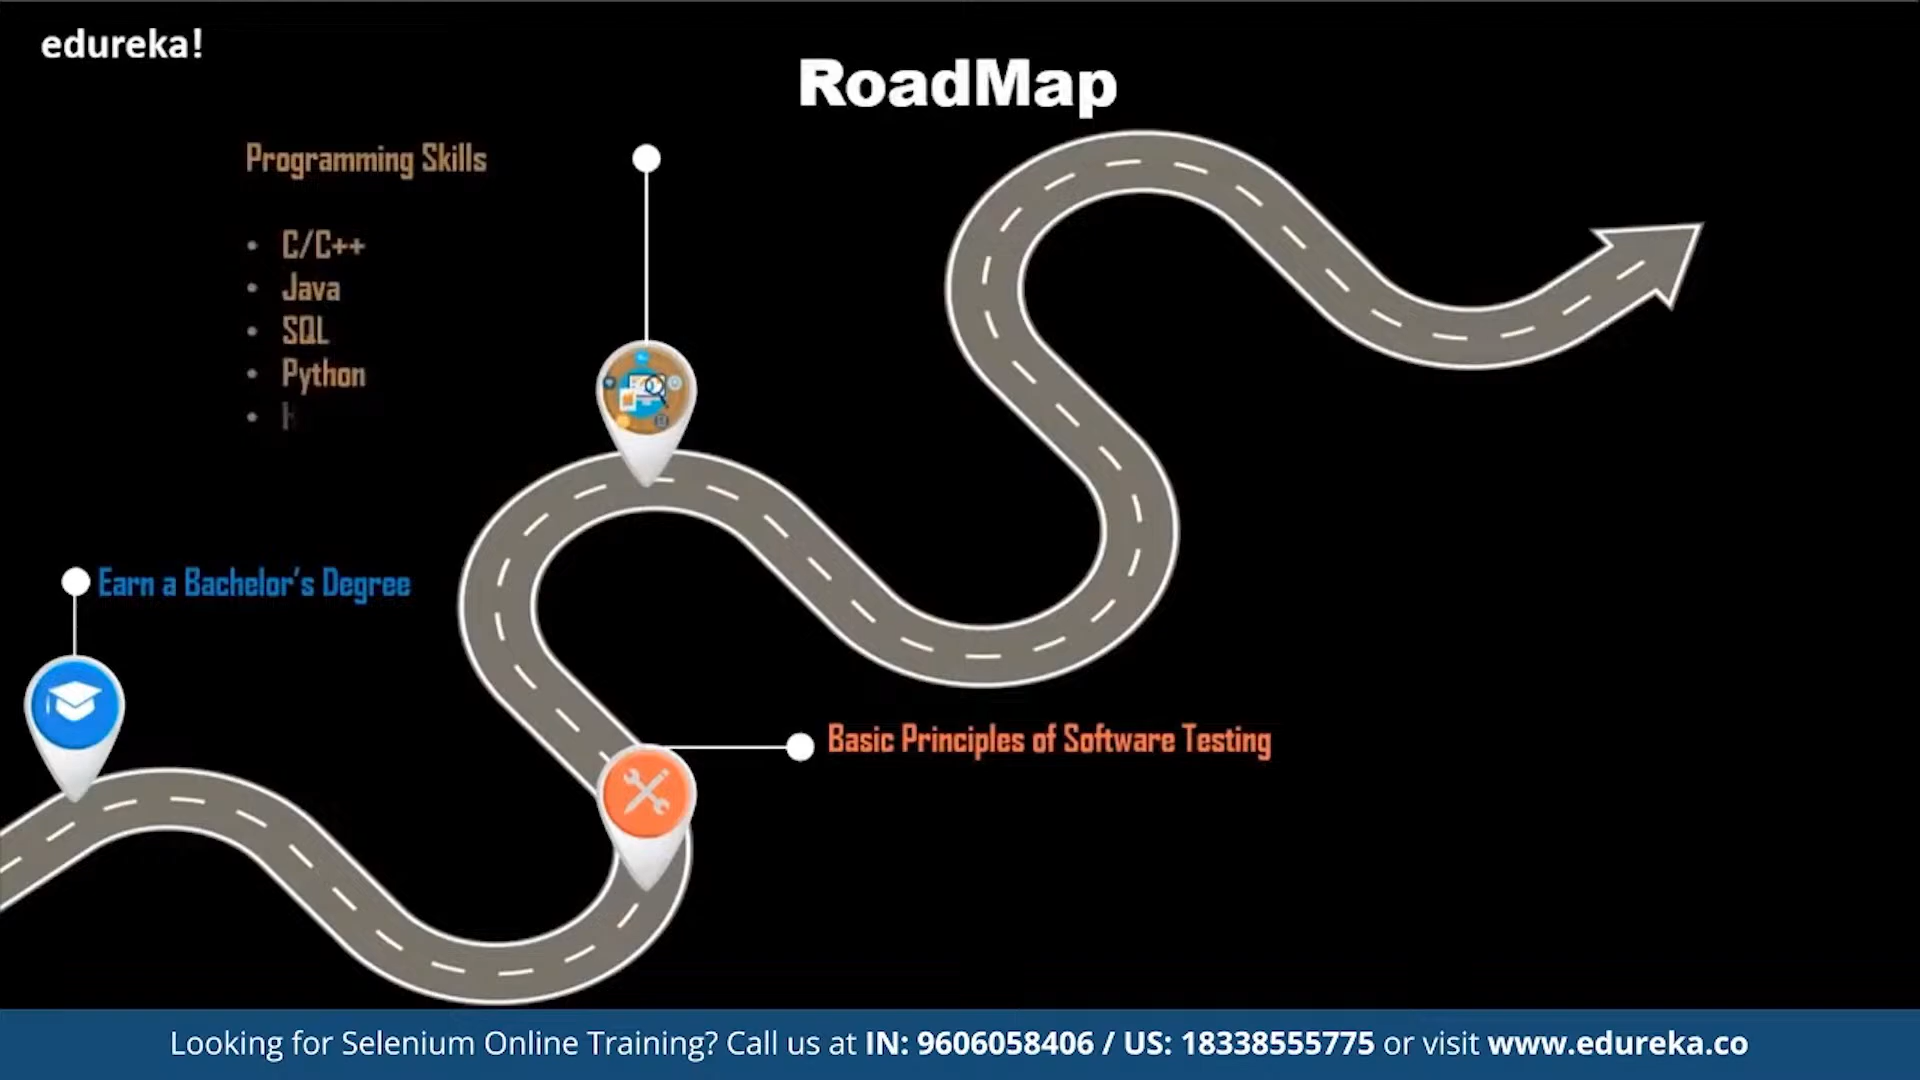 edureka!
RoadMap
Programming Skills
• C/C++
• Java
• SQL
• Python
Earn a Bachelor's Degree
Basic Principles of Software Testing
Looking for Selenium Online Training? Call us at IN: 9606058406 / US: 18338555775 or visit www.edureka.co